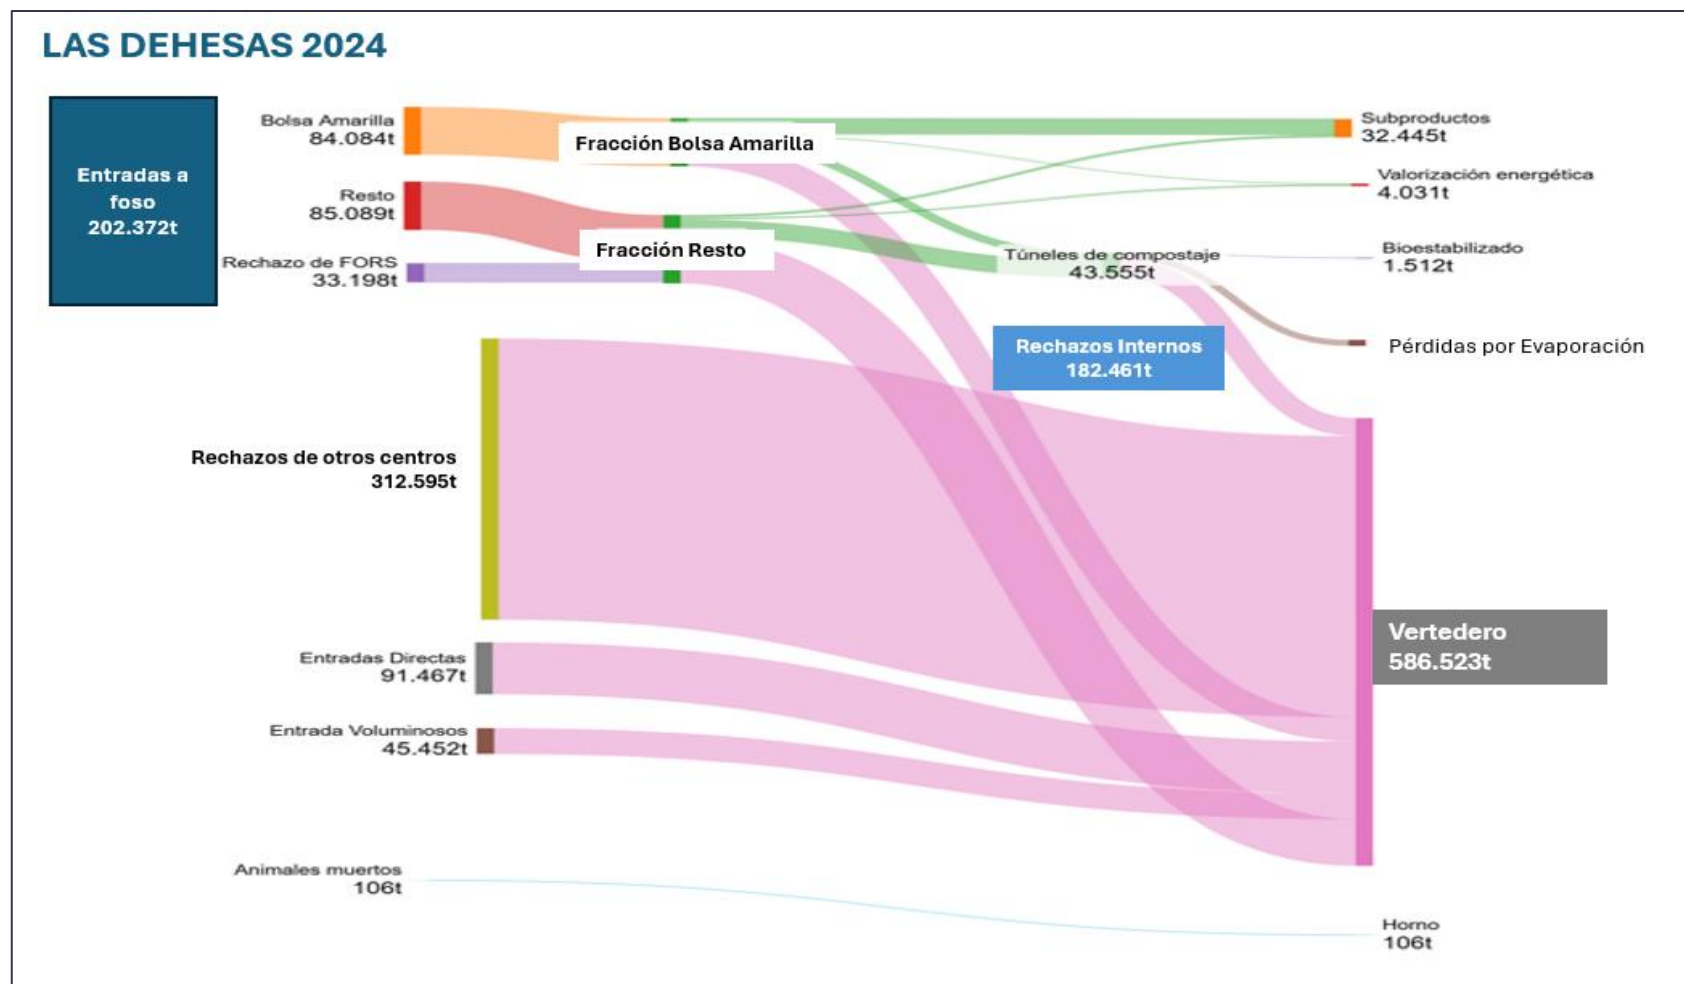 LAS DEHESAS 2024
Entradas a
foso
202.372t
Bolsa Amarilla
84.084t
Resto
85.089t
Rechazo de FORS
33.198t
Fracción Bolsa Amarilla
Fracción Resto
Subproductos
32.445t
Valorización energética
4.031t
Túneles de compostaje
43.555t
Bioestabilizado
1.512t
Rechazos Internos
182.461t
Pérdidas por Evaporación
Rechazos de otros centros
312.595t
Entradas Directas
91.467t
Entrada Voluminosos
45.452t
Vertedero
586.523t
Animales muertos
106t
Horno
106t